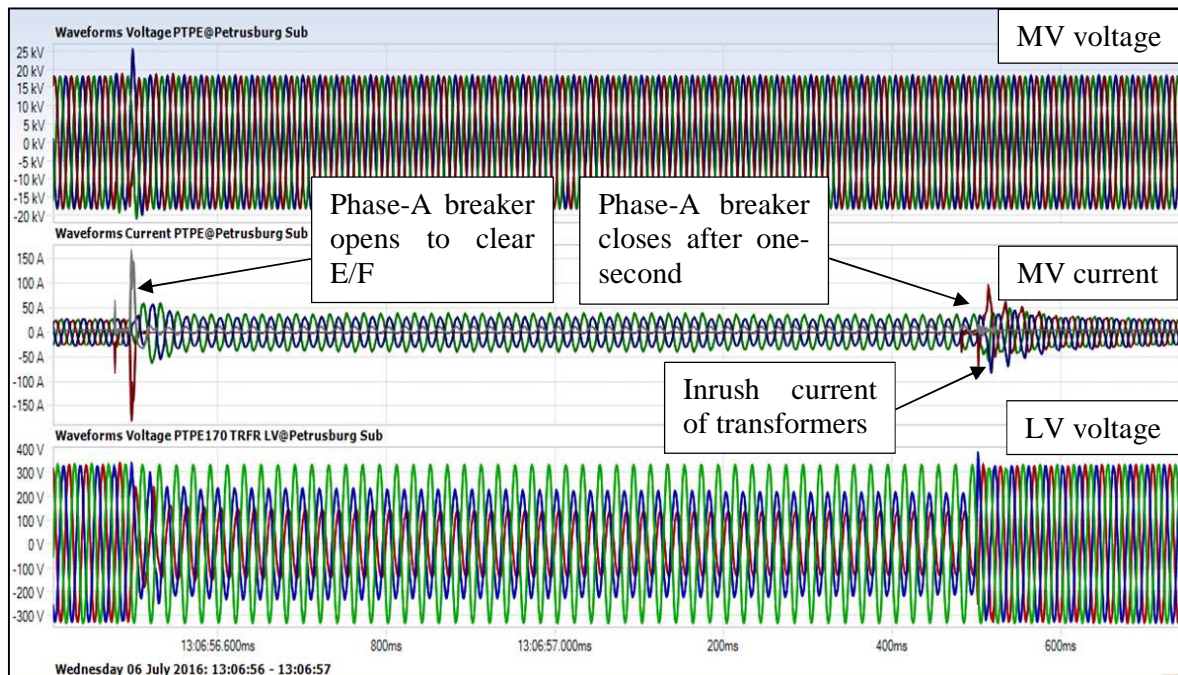 Waveforms Voltage PTPE@Petrusburg Sub
MV voltage
25 kV
20 kV
15 kV
10 kV
5 kV
0 kV
-5 kV
-10 kV
-15 kV
-20 kV
Phase-A breaker
opens to clear
E/F
Phase-A breaker
closes after one-
second
Waveforms Current PTPE@Petrusburg Sub
MV current
150 A
100 A
50 A
0 A
-50 A
-100 A
-150 A
Inrush current
of transformers
Waveforms Voltage PTPE170 TRFR LV@Petrusburg Sub
LV voltage
400 V
300 V
200 V
100 V
0 V
-100 V
-200 V
-300 V
13:06:56.600ms
800ms
13:06:57.000ms
200ms
400ms
600ms
Wednesday 06 July 2016: 13:06:56 - 13:06:57